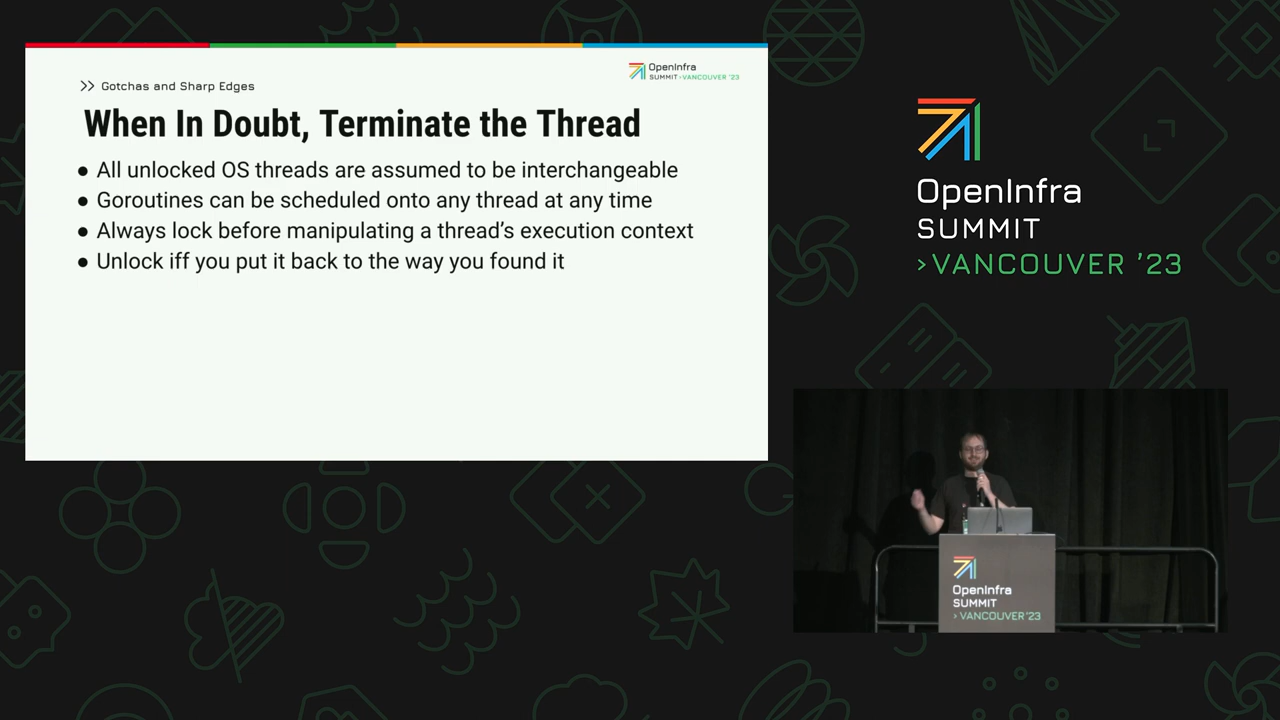 OpenInfra
SUMMIT >VANCOUVER '23
>> Gotchas and Sharp Edges
When In Doubt, Terminate the Thread
● All unlocked OS threads are assumed to be interchangeable
● Goroutines can be scheduled onto any thread at any time
● Always lock before manipulating a thread's execution context
● Unlock iff you put it back to the way you found it
OpenInfra
SUMMIT
>VANCOUVER '23
OpenInfra
SUMMIT
>VANCOUVER '23